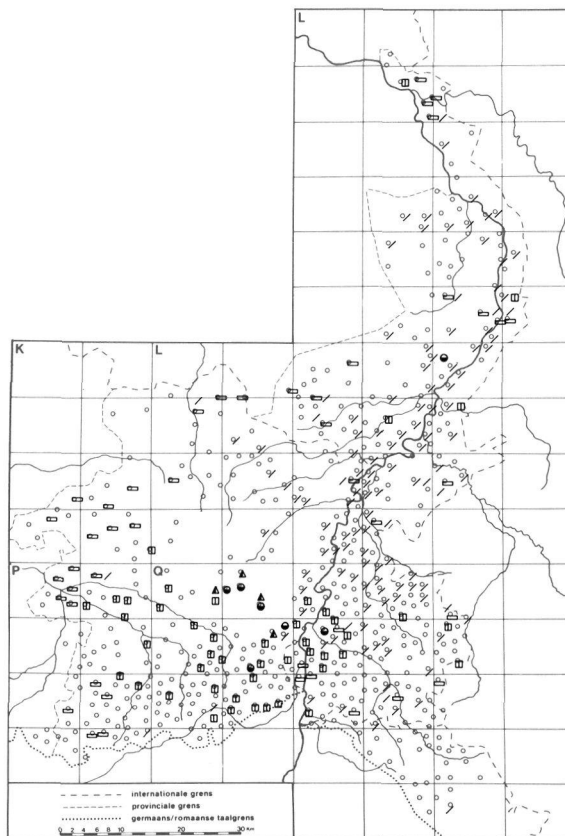 L
K
L
P
Q
internationale grens
provinciale grens
germaans/romaanse taalgrens
0 2 4 6 8 10 20 30 Km